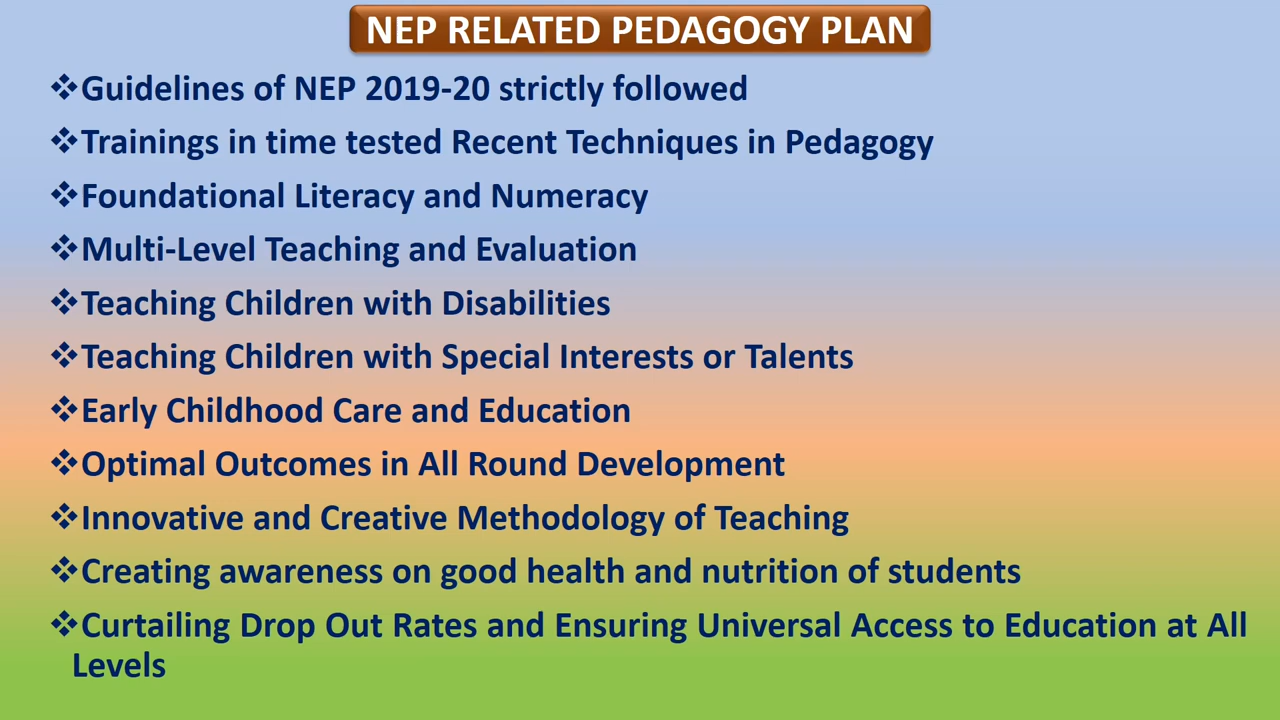 NEP RELATED PEDAGOGY PLAN
❖Guidelines of NEP 2019-20 strictly followed
❖Trainings in time tested Recent Techniques in Pedagogy
❖Foundational Literacy and Numeracy
❖Multi-Level Teaching and Evaluation
❖Teaching Children with Disabilities
❖Teaching Children with Special Interests or Talents
❖Early Childhood Care and Education
❖Optimal Outcomes in All Round Development
❖Innovative and Creative Methodology of Teaching
❖Creating awareness on good health and nutrition of students
❖Curtailing Drop Out Rates and Ensuring Universal Access to Education at All
Levels